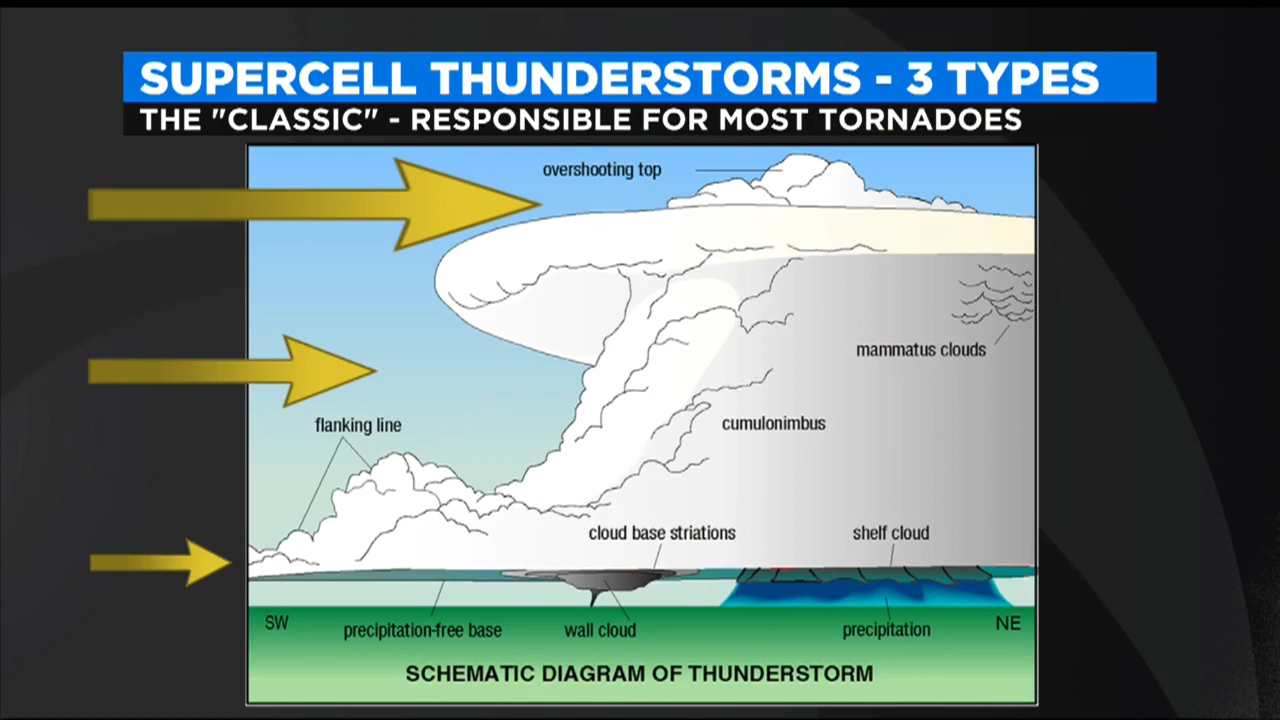 SUPERCELL THUNDERSTORMS - 3 TYPES
THE "CLASSIC" - RESPONSIBLE FOR MOST TORNADOES
overshooting top
mammatus clouds
flanking line
cumulonimbus
cloud base striations
shelf cloud
SW
precipitation-free base
wall cloud
precipitation
NE
SCHEMATIC DIAGRAM OF THUNDERSTORM